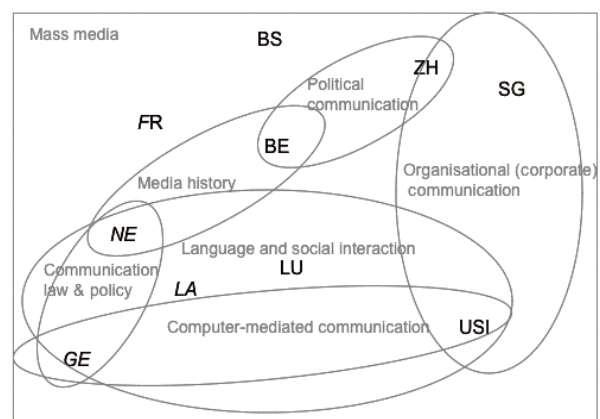 Mass media
BS
ZH
SG
Political
communication
FR
BE
Organisational (corporate)
communication
Media history
NE
Language and social interaction
Communication
law & policy
LU
LA
Computer-mediated communication
USI
GE